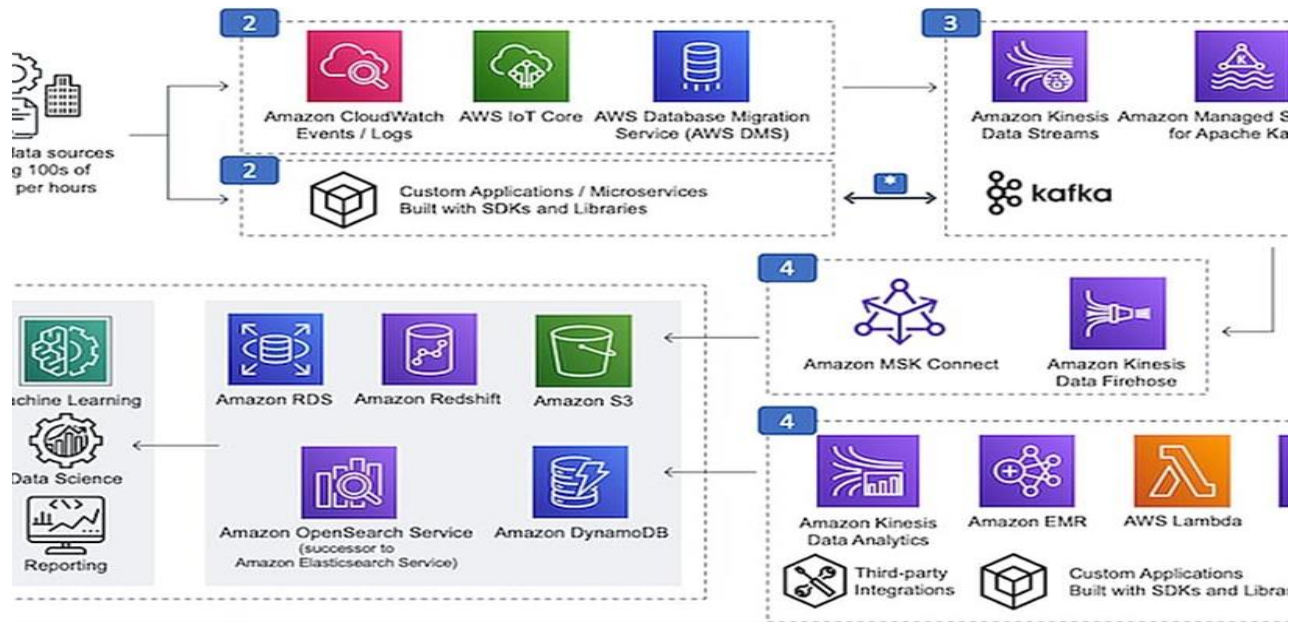 2
Amazon CloudWatch
Events / Logs
AWS IoT Core
AWS Database Migration
Service (AWS DMS)
3
Amazon Kinesis
Data Streams
Amazon Managed S
for Apache Ka
kafka
data sources
g 100s of
per hours
2
Custom Applications / Microservices
Built with SDKs and Libraries
*
4
Amazon MSK Connect
Amazon Kinesis
Data Firehose
achine Learning
Data Science
Reporting
Amazon RDS
Amazon Redshift
Amazon S3
Amazon OpenSearch Service
(successor to
Amazon Elasticsearch Service)
Amazon DynamoDB
4
Amazon Kinesis
Data Analytics
Amazon EMR
AWS Lambda
Third-party
Integrations
Custom Applications
Built with SDKs and Libra